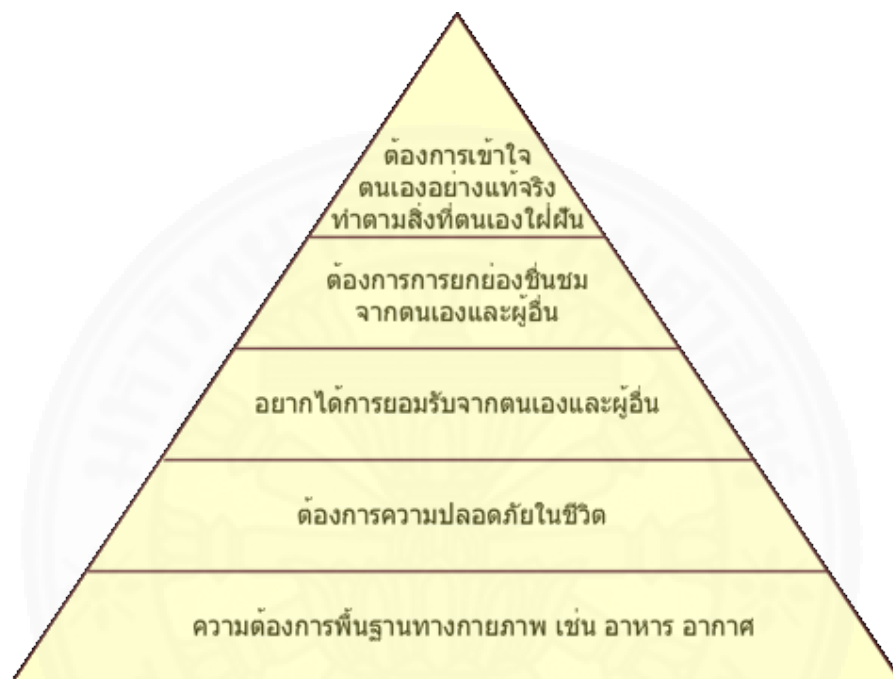 ต้องการเข้าใจ
ตนเองอย่างแท้จริง
ทำตามสิ่งที่ตนเองใฝ่ฝัน
ต้องการการยกย่องชื่นชม
จากตนเองและผู้อื่น
อยากได้การยอมรับจากตนเองและผู้อื่น
ต้องการความปลอดภัยในชีวิต
ความต้องการพื้นฐานทางกายภาพ เช่น อาหาร อากาศ